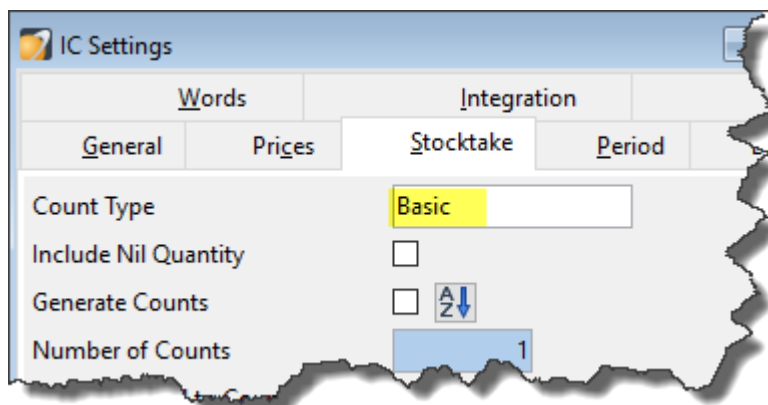 IC Settings
Words Integration
General Prices Stocktake Period
Count Type Basic
Include Nil Quantity
Generate Counts AZ
Number of Counts 1